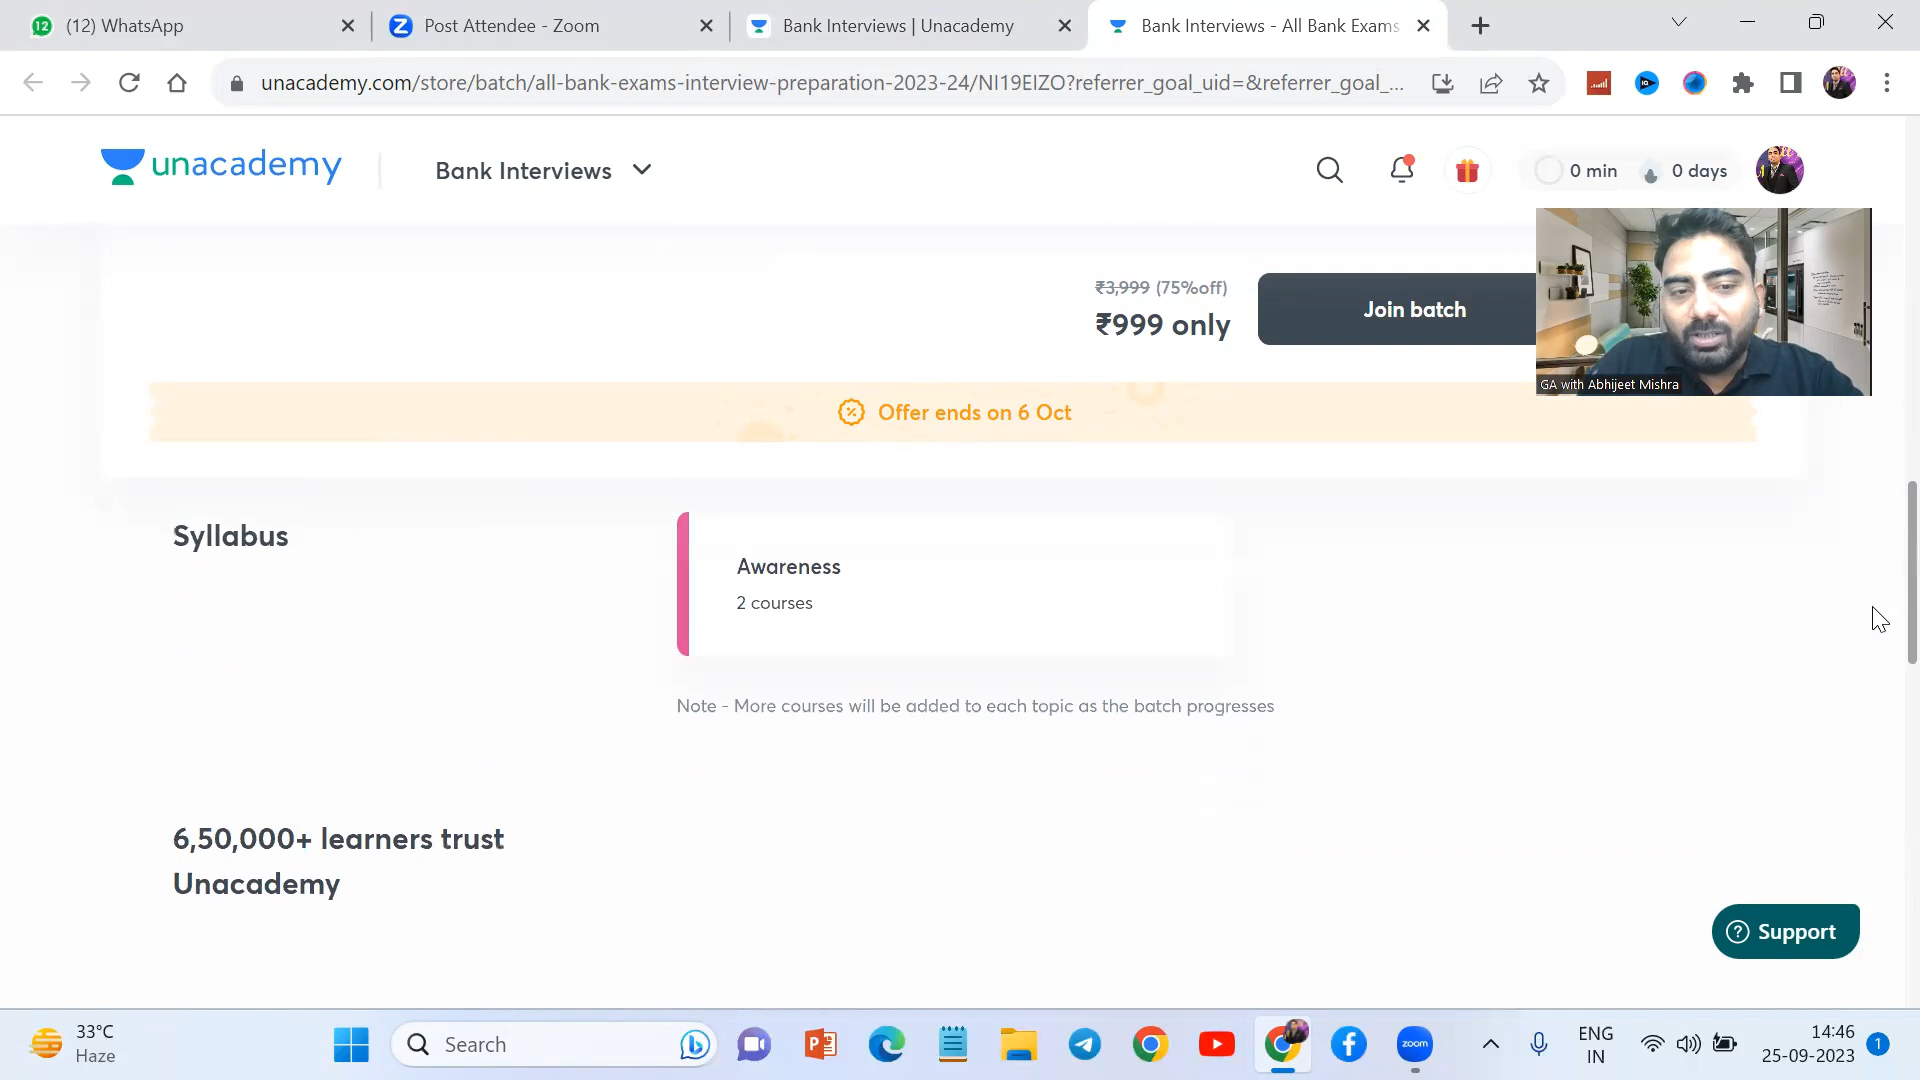 (12) WhatsApp
Post Attendee - Zoom
Bank Interviews | Unacademy
Bank Interviews - All Bank Exams
unacademy.com/store/batch/all-bank-exams-interview-preparation-2023-24/NI19EIZO?referrer_goal_uid=&referrer_goal_...
unacademy
Bank Interviews
0 min
0 days
₹3,999 (75%off)
₹999 only
Join batch
GA with Abhijeet Mishra
Offer ends on 6 Oct
Syllabus
Awareness
2 courses
Note - More courses will be added to each topic as the batch progresses
6,50,000+ learners trust
Unacademy
Support
33°C
Haze
Search
zoom
ENG
IN
14:46
25-09-2023
1